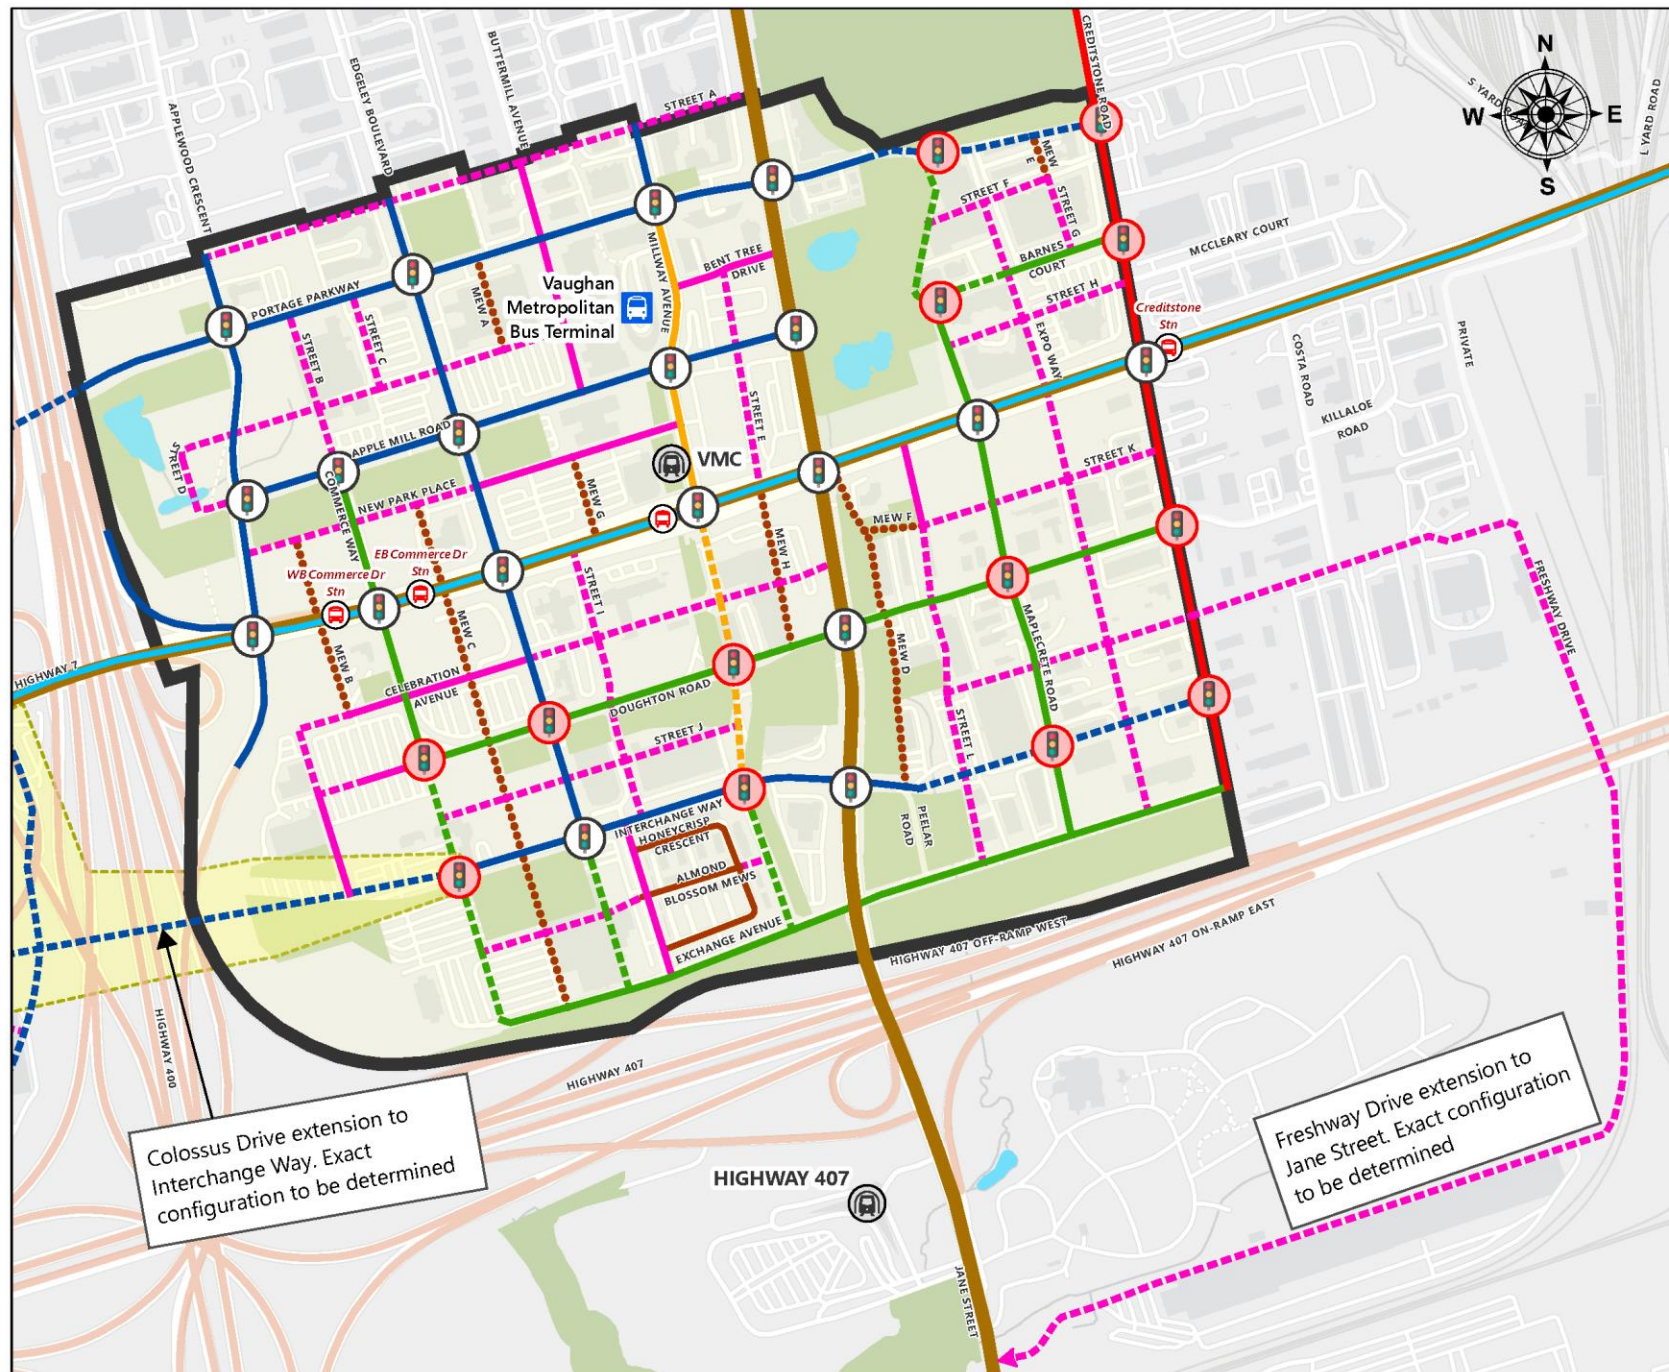 N
W
E
S
CREDITSTONE ROAD
S YARD ROAD
L YARD ROAD
BUTTERMILL AVENUE
EDGELEY BOULEVARD
APPLEWOOD CRESCENT
STREET A
MEW
E
STREET F
STREET G
BARNES
COURT
STREET H
MCCLEARY COURT
MILLWAY AVENUE
BENT TREE
DRIVE
PORTAGE PARKWAY
Vaughan
Metropolitan
Bus Terminal
MEW A
STREET C
STREET B
Creditstone
Stn
EXPO WAY
COSTA ROAD
PRIVATE
KILLALOE
ROAD
STREET E
STREET D
APPLE MILL ROAD
COMMERCE WAY
NEW PARK PLACE
VMC
MEW G
STREET K
MEW F
MEW H
EB Commerce Dr
Stn
WB Commerce Dr
Stn
HIGHWAY 7
STREET I
MEW C
MEW B
CELEBRATION
AVENUE
DOUGHTON ROAD
STREET J
MEW D
MAPLECRETE ROAD
STREET L
FRESHWAY DRIVE
INTERCHANGE WAY
HONEYCRISP
CRESCENT
PEELAR
ROAD
ALMOND
BLOSSOM MEWS
EXCHANGE AVENUE
HIGHWAY 407 OFF-RAMP WEST
HIGHWAY 407 ON-RAMP EAST
HIGHWAY 400
HIGHWAY 407
Colossus Drive extension to
Interchange Way. Exact
configuration to be determined
Freshway Drive extension to
Jane Street. Exact configuration
to be determined
HIGHWAY 407
JANE STREET